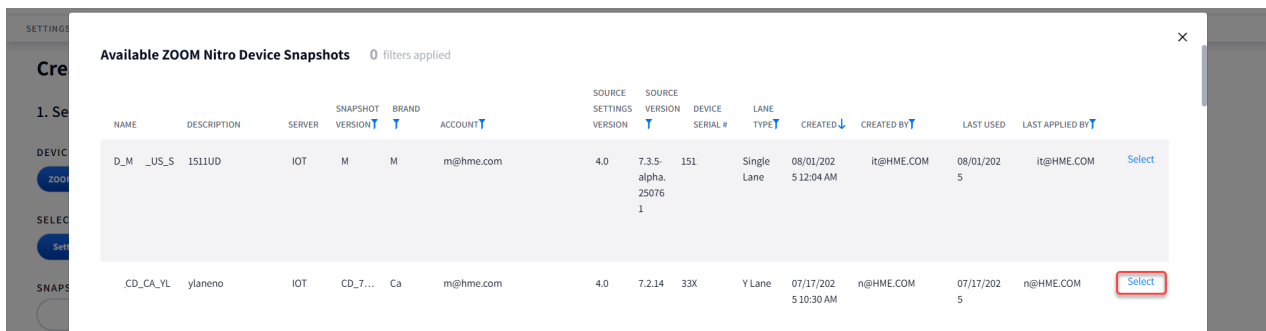 SETTINGS
Available ZOOM Nitro Device Snapshots 0 filters applied
Cre
1. Se
SOURCE SOURCE
SNAPSHOT BRAND SETTINGS VERSION DEVICE LANE
NAME DESCRIPTION SERVER VERSION ACCOUNT VERSION SERIAL # TYPE CREATED CREATED BY LAST USED LAST APPLIED BY
DEVIC
D_M _US_S 1511UD IOT M M m@hme.com 4.0 7.3.5- 151 Single 08/01/202 it@HME.COM 08/01/202 it@HME.COM Select
ZOO
alpha. Lane 5 12:04 AM 5
25076
1
SELEC
Sett
_CD_CA_YL ylaneno IOT CD_7... Ca m@hme.com 4.0 7.2.14 33X Y Lane 07/17/202 n@HME.COM 07/17/202 n@HME.COM Select
SNAPS
5 10:30 AM 5